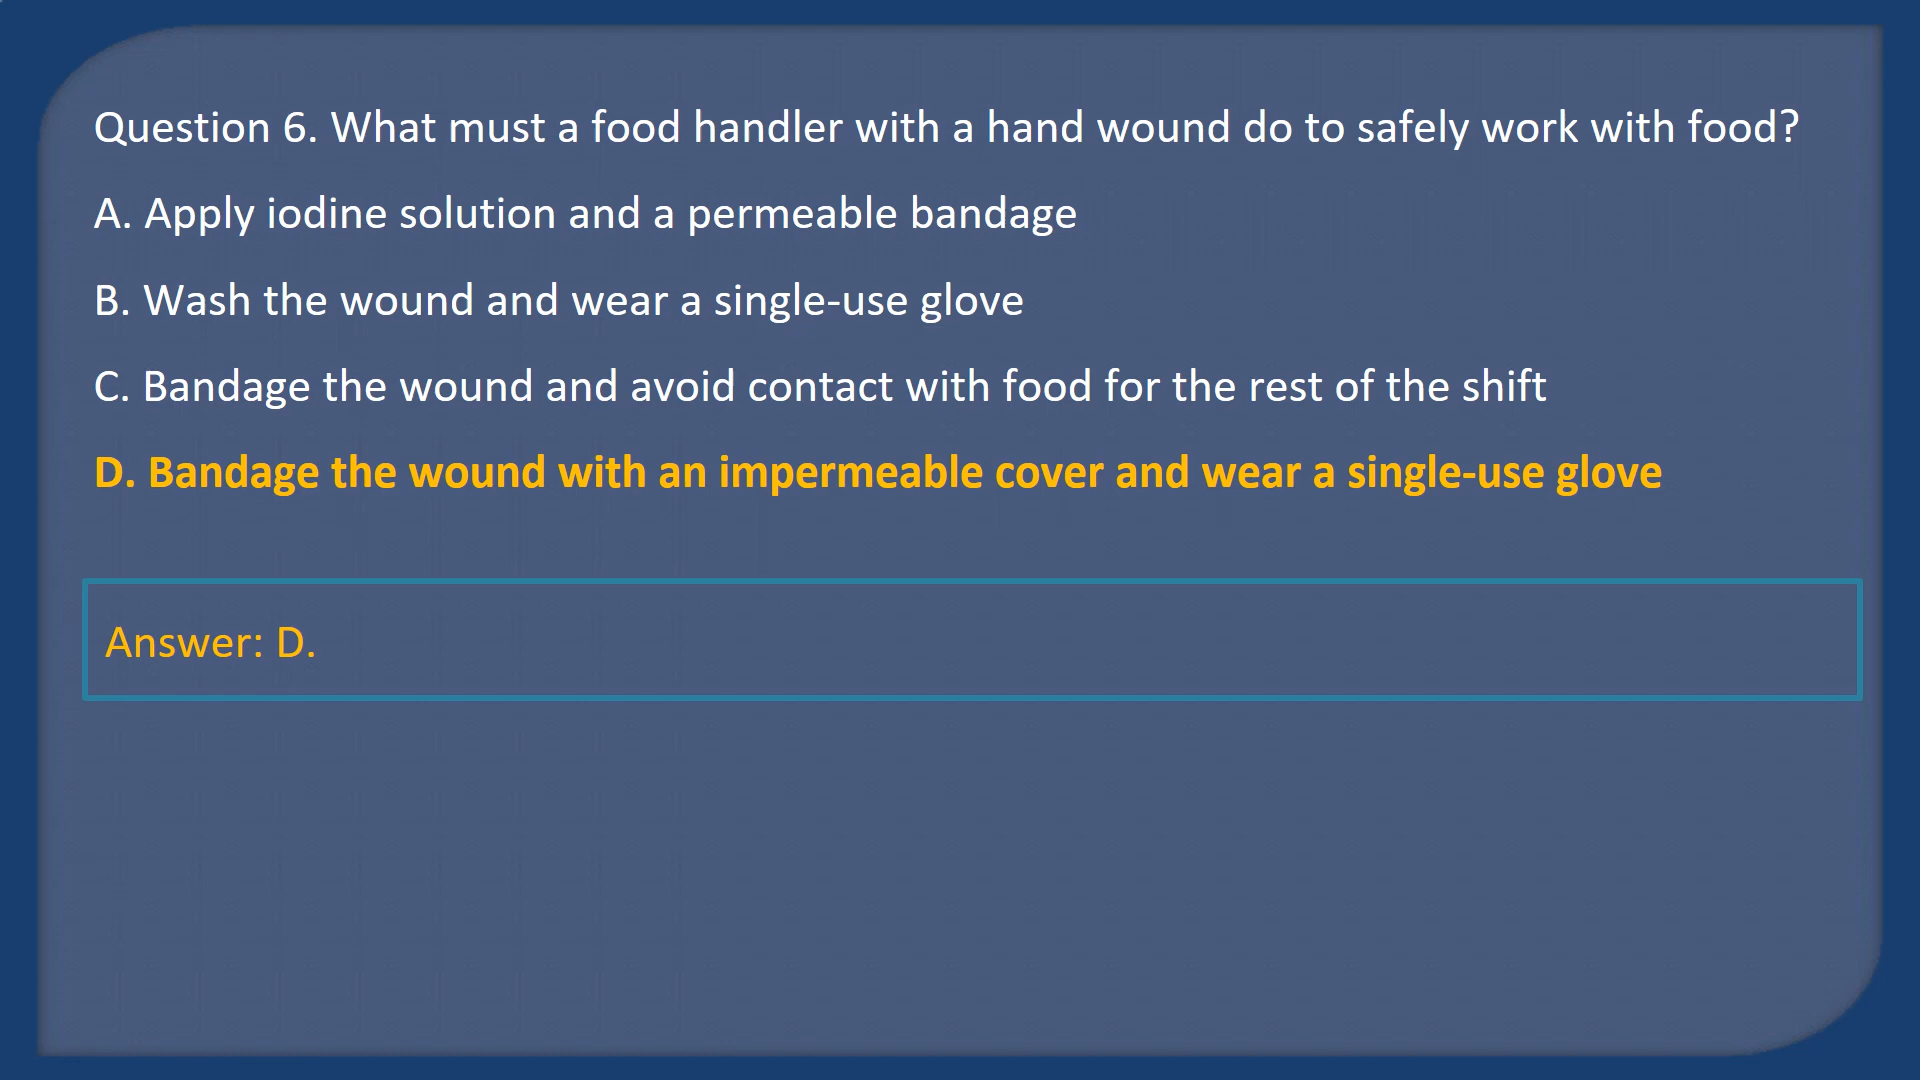 Question 6. What must a food handler with a hand wound do to safely work with food?
A. Apply iodine solution and a permeable bandage
B. Wash the wound and wear a single-use glove
C. Bandage the wound and avoid contact with food for the rest of the shift
D. Bandage the wound with an impermeable cover and wear a single-use glove
Answer: D.